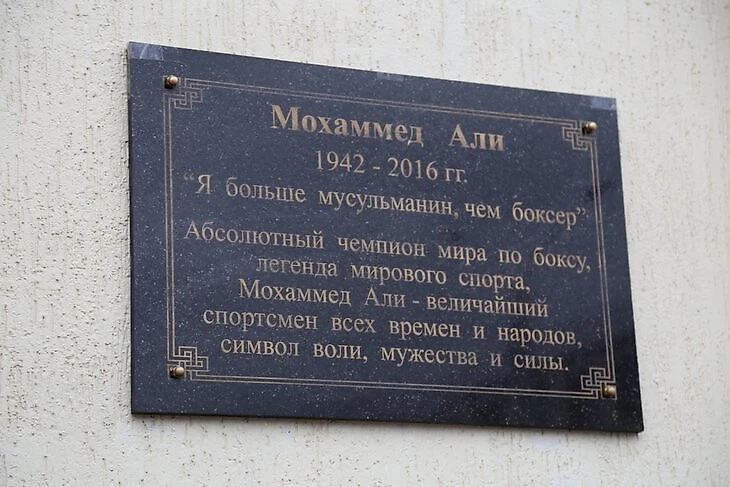 Мохаммед Али
1942 - 2016 гг.
"Я больше мусульманин, чем боксер"
Абсолютный чемпион мира по боксу,
легенда мирового спорта,
Мохаммед Али - величайший
спортсмен всех времен и народов,
символ воли, мужества и силы.